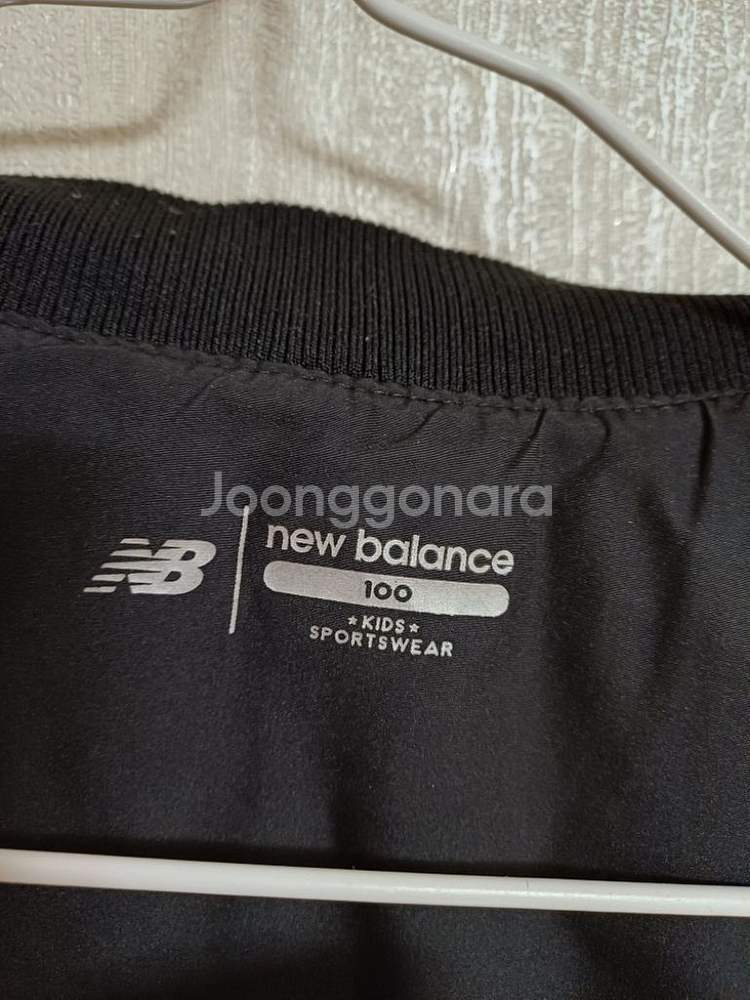 Joonggonara
NB
new balance
100
★KIDS★
SPORTSWEAR